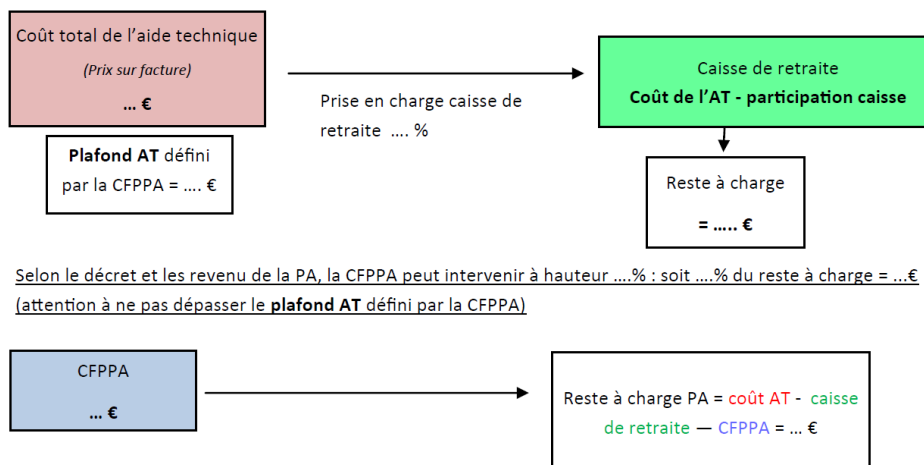 Coût total de l'aide technique
(Prix sur facture)
... €
Plafond AT défini
par la CFPPA = .... €
Prise en charge caisse de
retraite .... %
Caisse de retraite
Coût de l'AT - participation caisse
Reste à charge
= ..... €
Selon le décret et les revenu de la PA, la CFPPA peut intervenir à hauteur ....% : soit ....% du reste à charge = ...€
(attention à ne pas dépasser le plafond AT défini par la CFPPA)
CFPPA
... €
Reste à charge PA = coût AT - caisse
de retraite — CFPPA = ... €